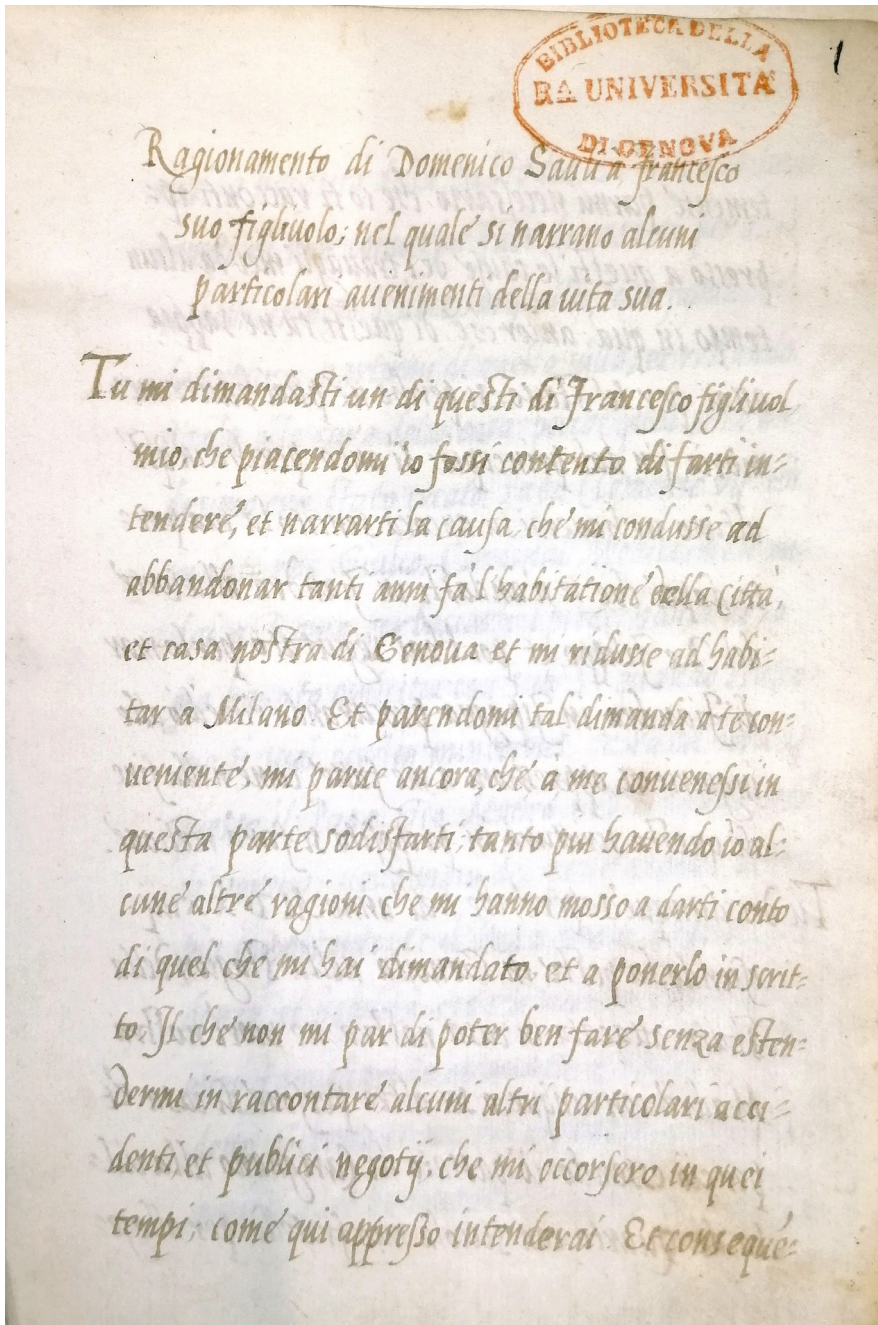 BIBLIOTECA DELLA
RA UNIVERSITA
DI GENOVA
1
Ragionamento di Domenico Sauli a francesco
suo figliuolo; nel quale si narrano alcuni
particolari avenimenti della vita sua.
Tu mi dimandasti un di questi di Francesco figliuol
mio, che piacendomi io fossi contento di farti in=
tendere, et narrarti la causa, che mi condusse ad
abbandonar tanti anni fa l'habitatione della Città,
et casa nostra di Genova et mi ridusse ad habi=
tar à Milano. Et parendomi tal dimanda a te con=
ueniente, mi parue ancora, che a me conuenessi in
questa parte sodisfarti; tanto piu hauendo io al=
cune altre ragioni, che mi hanno mosso a darti conto
di quel che mi hai dimandato, et a ponerlo in scrit=
to. Il che non mi par di poter ben fare senza esten=
dermi in raccontare alcuni altri particolari acci=
denti, et publici negotij, che mi occorsero in quei
tempi; come qui appresso intenderai. Et conseque=